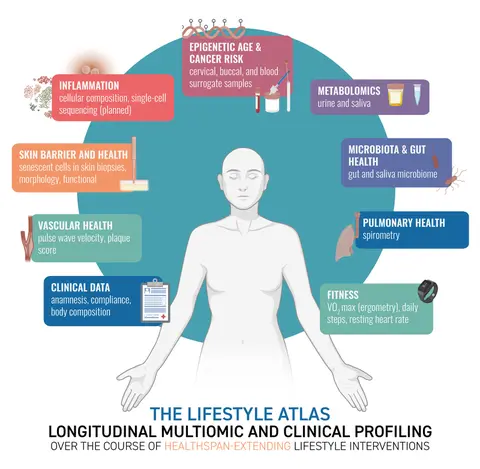 EPIGENETIC AGE &
CANCER RISK
cervical, buccal, and blood
surrogate samples
INFLAMMATION
cellular composition, single-cell
sequencing (planned)
METABOLOMICS
urine and saliva
SKIN BARRIER AND HEALTH
senescent cells in skin biopsies,
morphology, functional
MICROBIOTA & GUT
HEALTH
gut and saliva microbiome
VASCULAR HEALTH
pulse wave velocity, plaque
score
PULMONARY HEALTH
spirometry
CLINICAL DATA
anamnesis, compliance,
body composition
FITNESS
VO₂ max (ergometry), daily
steps, resting heart rate
THE LIFESTYLE ATLAS
LONGITUDINAL MULTIOMIC AND CLINICAL PROFILING
OVER THE COURSE OF HEALTHSPAN-EXTENDING LIFESTYLE INTERVENTIONS